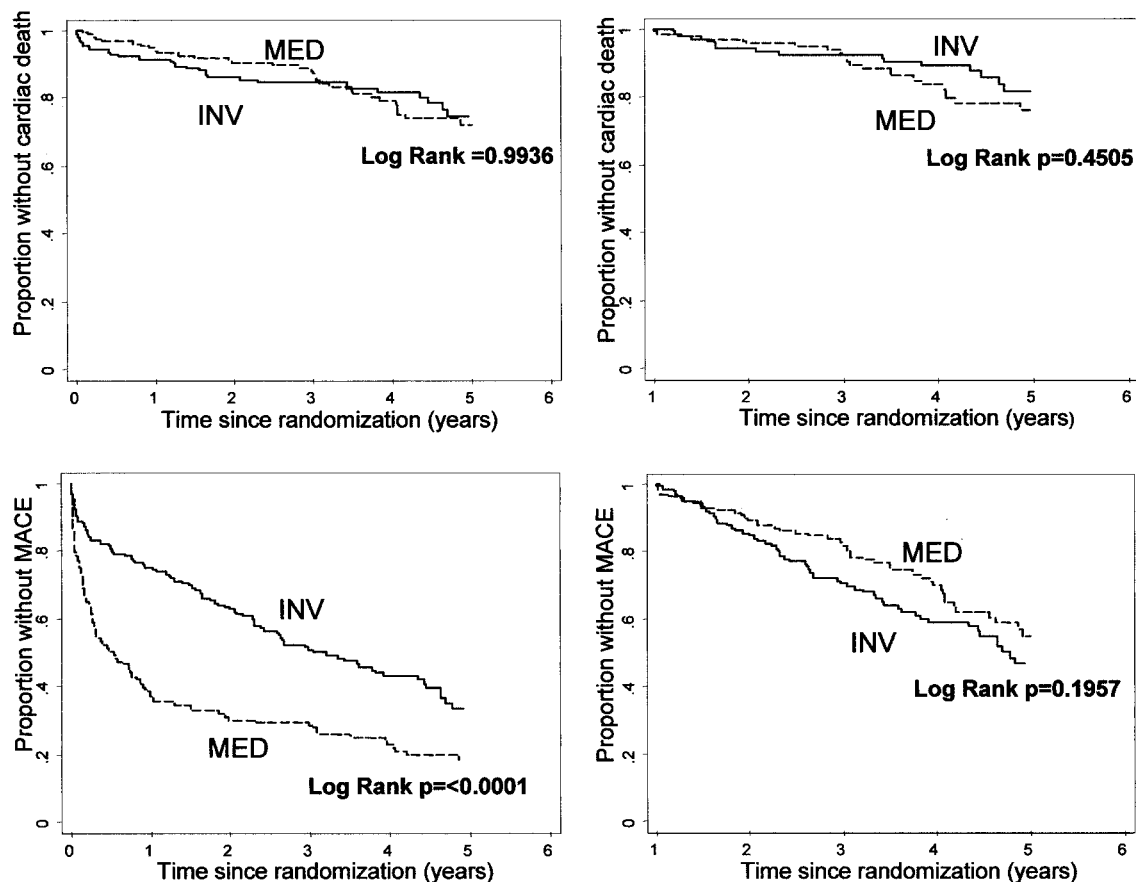 Proportion without cardiac death
0 .2 .4 .6 .8 1
MED
INV
Log Rank =0.9936
0 1 2 3 4 5 6
Time since randomization (years)
Proportion without cardiac death
0 .2 .4 .6 .8 1
INV
MED
Log Rank p=0.4505
1 2 3 4 5 6
Time since randomization (years)
Proportion without MACE
0 .2 .4 .6 .8 1
INV
MED
Log Rank p=<0.0001
0 1 2 3 4 5 6
Time since randomization (years)
Proportion without MACE
0 .2 .4 .6 .8 1
MED
INV
Log Rank p=0.1957
1 2 3 4 5 6
Time since randomization (years)